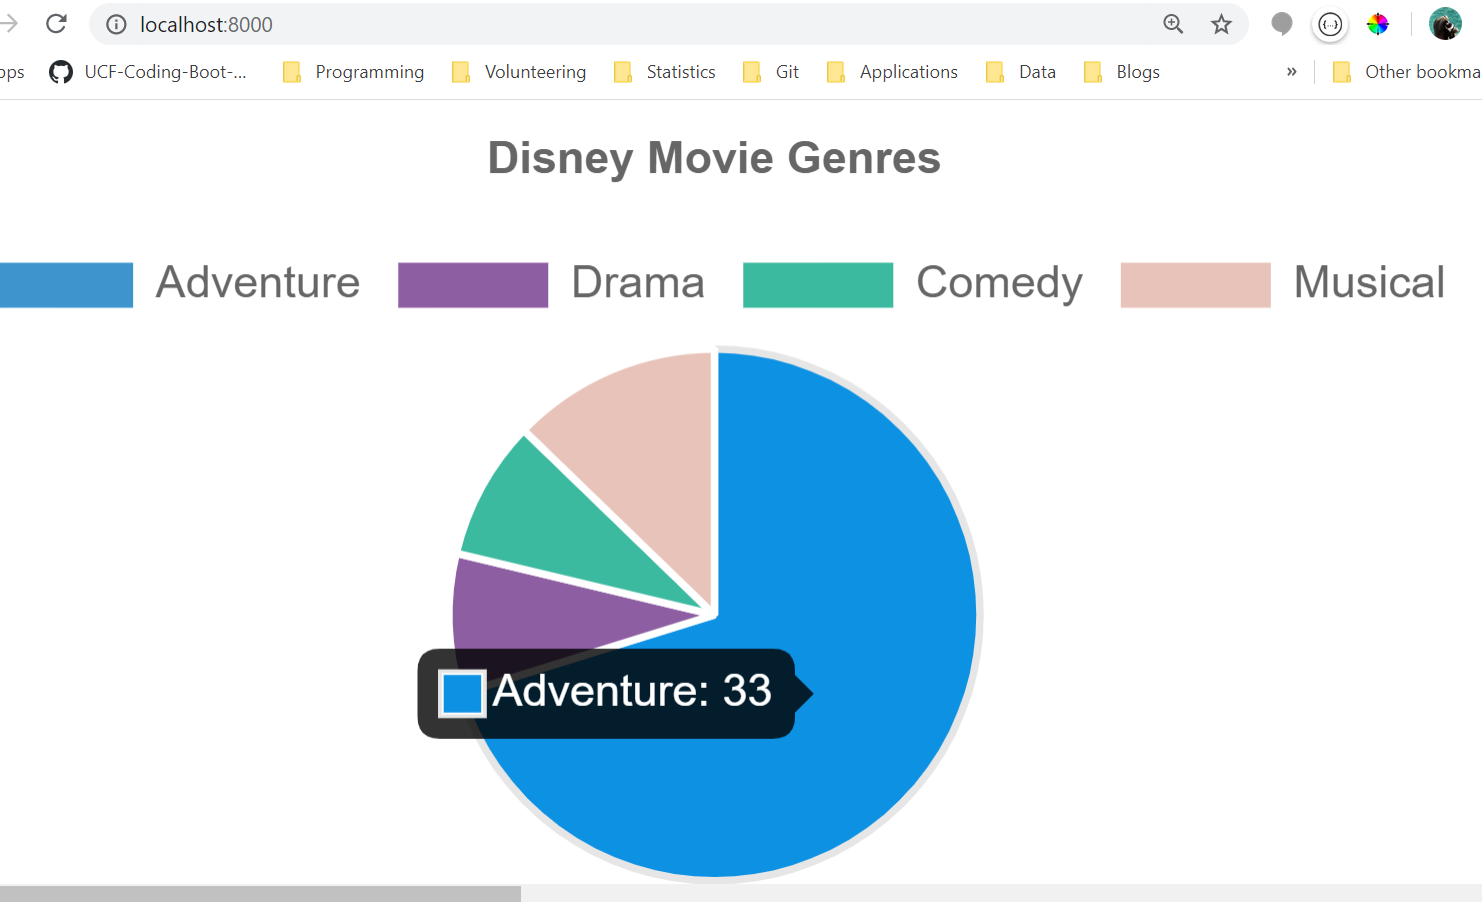 localhost:8000
pps UCF-Coding-Boot-... Programming Volunteering Statistics Git Applications Data Blogs » Other bookma
Disney Movie Genres
Adventure Drama Comedy Musical
Adventure: 33